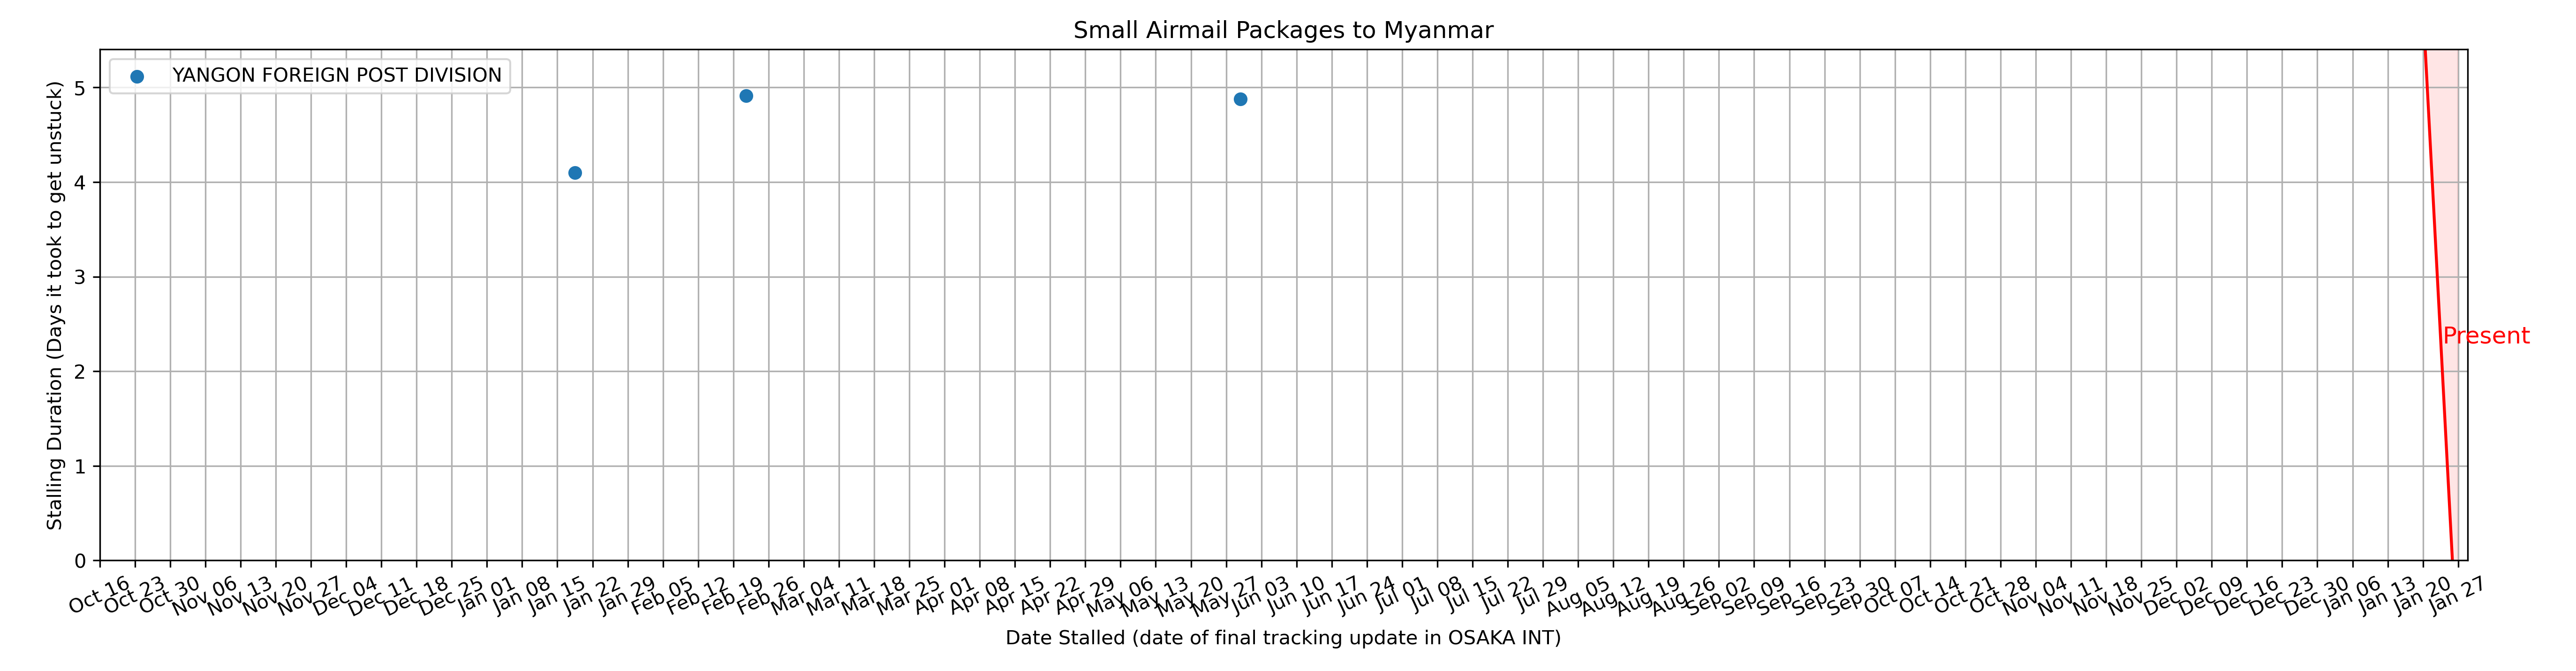 Small Airmail Packages to Myanmar
YANGON FOREIGN POST DIVISION
Stalling Duration (Days it took to get unstuck)
5
4
3
2
1
0
Present
Oct 16 Oct 23 Oct 30 Nov 06 Nov 13 Nov 20 Nov 27 Dec 04 Dec 11 Dec 18 Dec 25 Jan 01 Jan 08 Jan 15 Jan 22 Jan 29 Feb 05 Feb 12 Feb 19 Feb 26 Mar 04 Mar 11 Mar 18 Mar 25 Apr 01 Apr 08 Apr 15 Apr 22 Apr 29 May 06 May 13 May 20 May 27 Jun 03 Jun 10 Jun 17 Jun 24 Jul 01 Jul 08 Jul 15 Jul 22 Jul 29 Aug 05 Aug 12 Aug 19 Aug 26 Sep 02 Sep 09 Sep 16 Sep 23 Sep 30 Oct 07 Oct 14 Oct 21 Oct 28 Nov 04 Nov 11 Nov 18 Nov 25 Dec 02 Dec 09 Dec 16 Dec 23 Dec 30 Jan 06 Jan 13 Jan 20 Jan 27
Date Stalled (date of final tracking update in OSAKA INT)